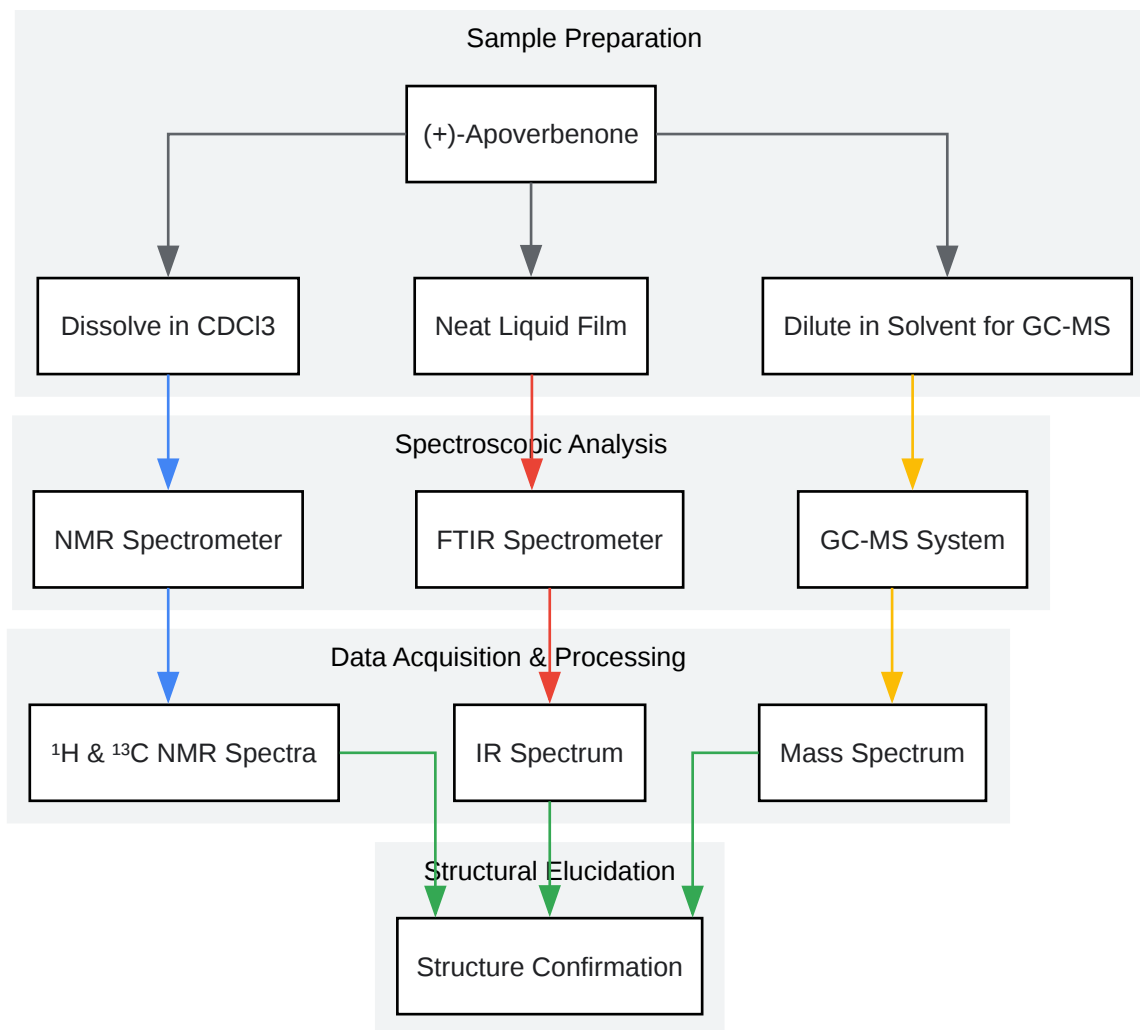 Sample Preparation
(+)-Apoverbenone
Dissolve in CDCl3
Neat Liquid Film
Dilute in Solvent for GC-MS
Spectroscopic Analysis
NMR Spectrometer
FTIR Spectrometer
GC-MS System
Data Acquisition & Processing
¹H & ¹³C NMR Spectra
IR Spectrum
Mass Spectrum
Structural Elucidation
Structure Confirmation